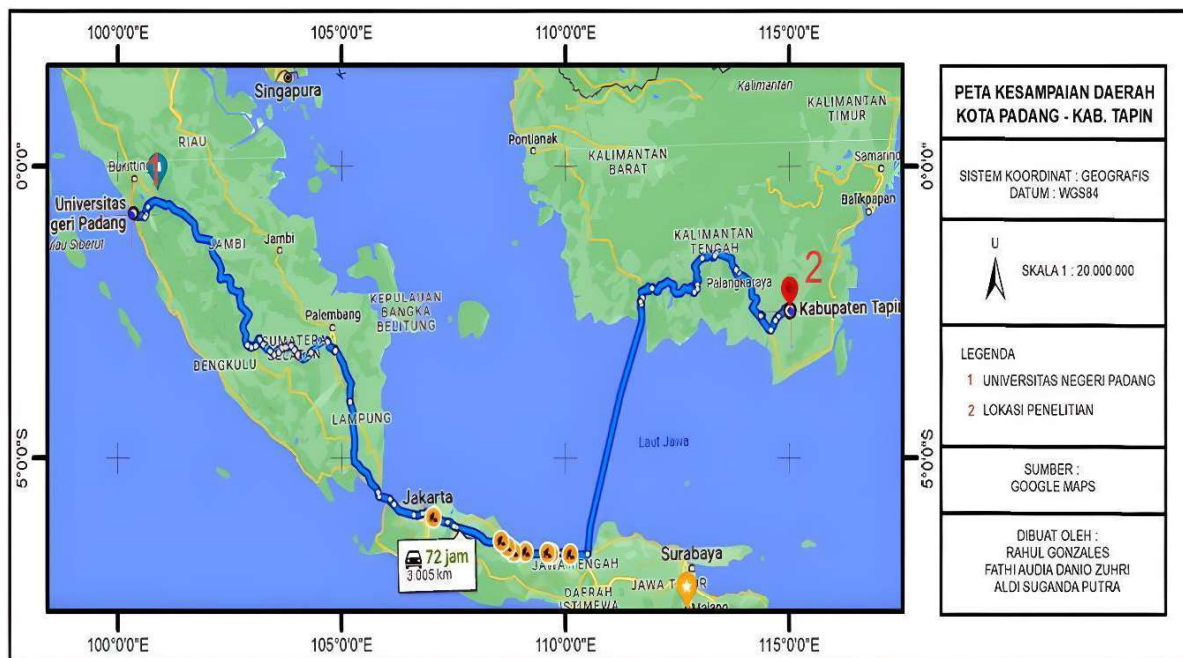 100°0'0"E 105°0'0"E 110°0'0"E 115°0'0"E
0°0'0"
5°0'0"S
Singapura
RIAU
Universitas
geri Padang
JAMBI
Jambi
KEPULAUAN
BANGKA
BELITUNG
Palembang
SUMATERA
SELATAN
BENGKULU
LAMPUNG
Jakarta
72 jam
3.005 km
JAWA TENGAH
DAERAH
ISTIMEWA
Surabaya
Malang
Laut Jawa
Kalimantan
KALIMANTAN
TIMUR
Pontianak
KALIMANTAN
BARAT
Samarind
Balikpapan
KALIMANTAN
TENGAH
Palangkaraya
2
Kabupaten Tapin
0°0'0"
5°0'0"S
100°0'0"E 105°0'0"E 110°0'0"E 115°0'0"E
PETA KESAMPAIAN DAERAH
KOTA PADANG - KAB. TAPIN
SISTEM KOORDINAT : GEOGRAFIS
DATUM : WGS84
U
SKALA 1 : 20 000 000
LEGENDA
1 UNIVERSITAS NEGERI PADANG
2 LOKASI PENELITIAN
SUMBER :
GOOGLE MAPS
DIBUAT OLEH :
RAHUL GONZALES
FATHI AUDIA DANIO ZUHRI
ALDI SUGANDA PUTRA